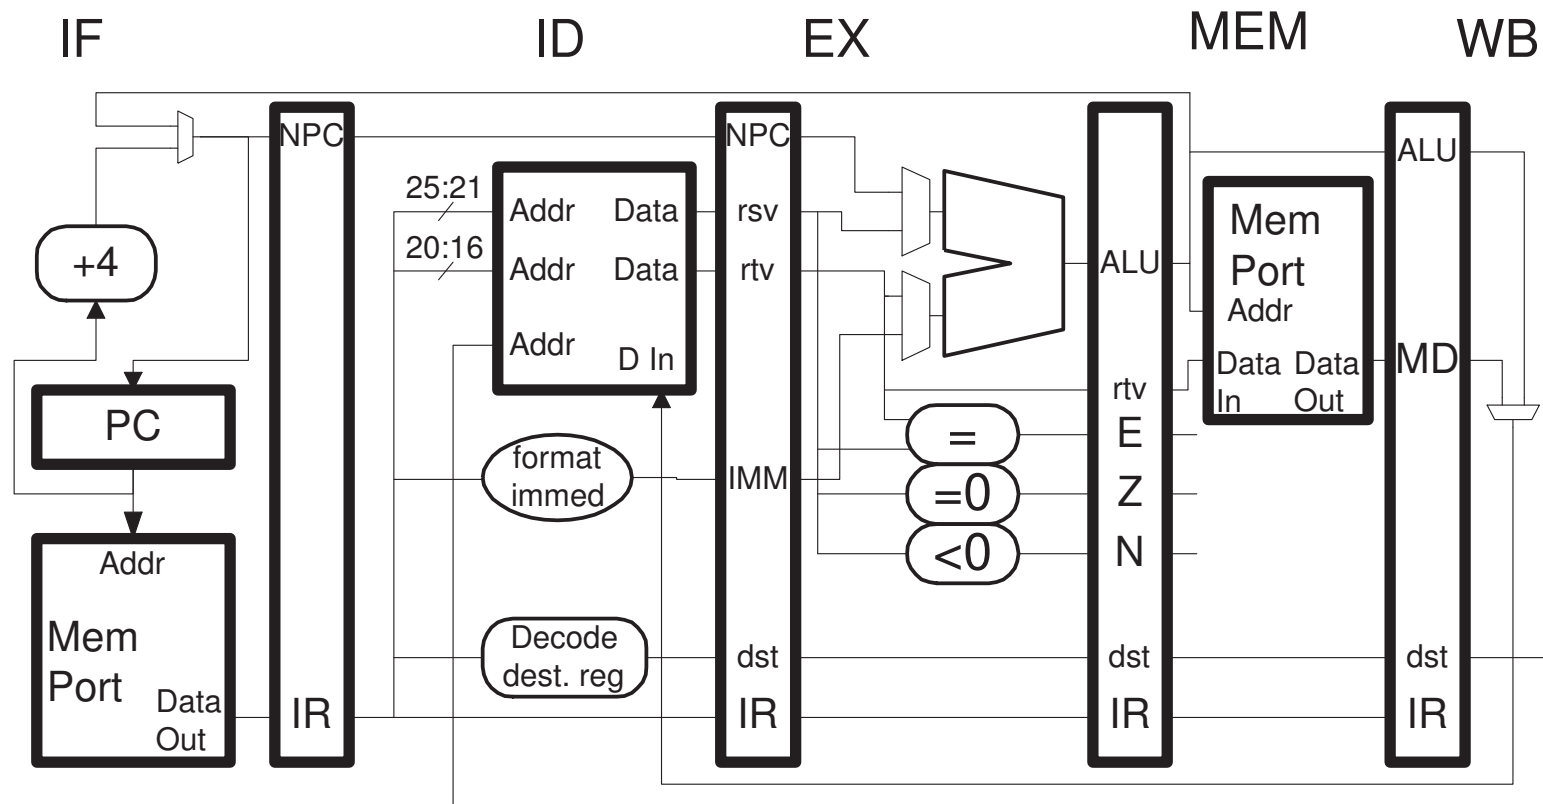 IF
ID
EX
MEM
WB
NPC
NPC
ALU
25:21
Addr
Data
rsv
20:16
Addr
Data
rtv
Addr
D In
+4
ALU
Mem
Port
Addr
Data
In
Data
Out
MD
PC
rtv
=
E
format
immed
IMM
=0
Z
<0
N
Addr
Mem
Port
Data
Out
Decode
dest. reg
dst
dst
dst
IR
IR
IR
IR